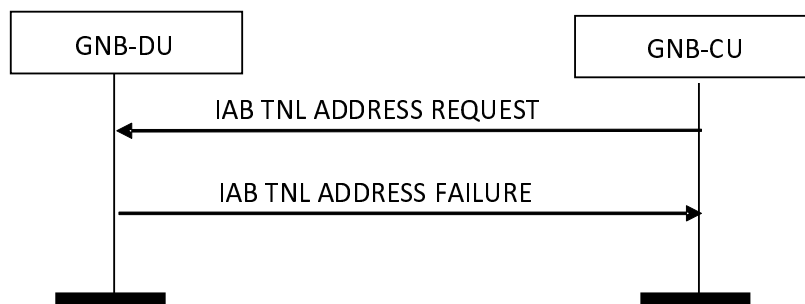 GNB-DU
GNB-CU
IAB TNL ADDRESS REQUEST
IAB TNL ADDRESS FAILURE